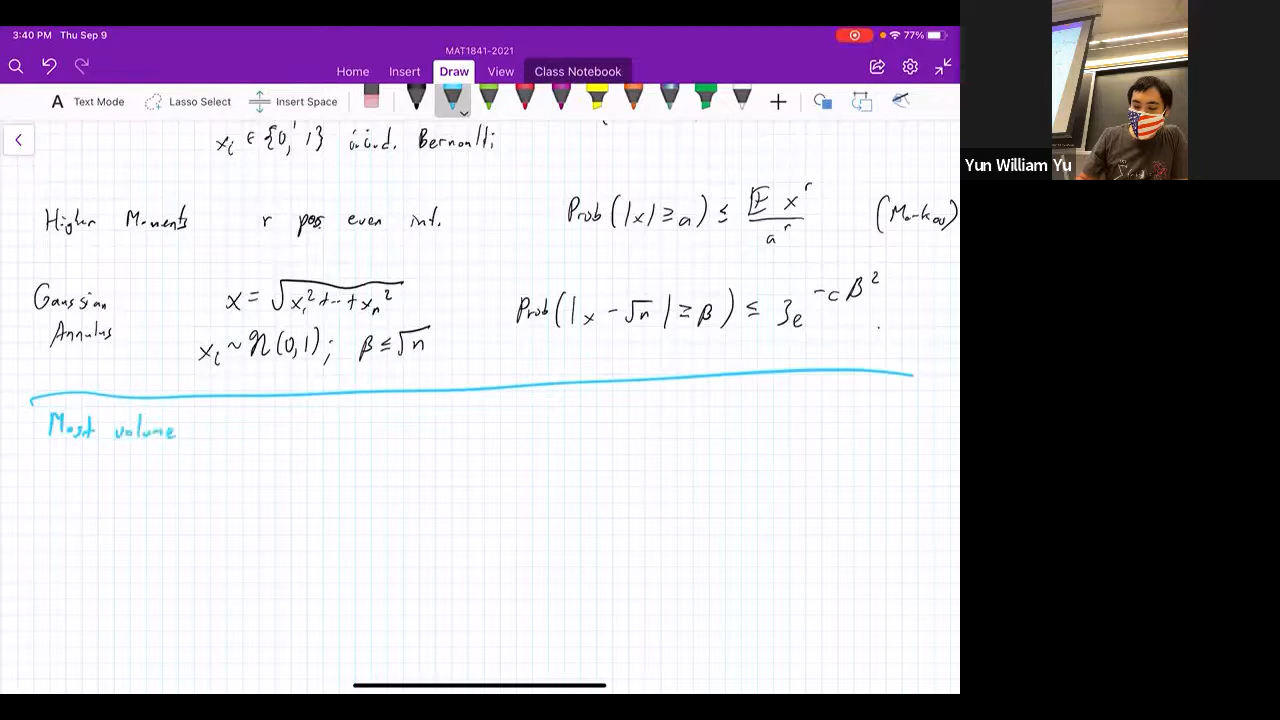 3:40 PM Thu Sep 9
77%
MAT1841-2021
Home Insert Draw View Class Notebook
A Text Mode Lasso Select Insert Space
Yun William Yu
xᵢ ∈ {0, 1} i.i.d. Bernoulli
Higher Moments r pos even int. Prob(|x| ≥ a) ≤ 𝔼 x^r / a^r (Markov)
Gaussian Annulus x = √(x₁² + ··· + xₙ²) Prob(|x - √n| ≥ β) ≤ 3e^(-cβ²)
xᵢ ~ N(0,1); β ≤ √n
Most volume